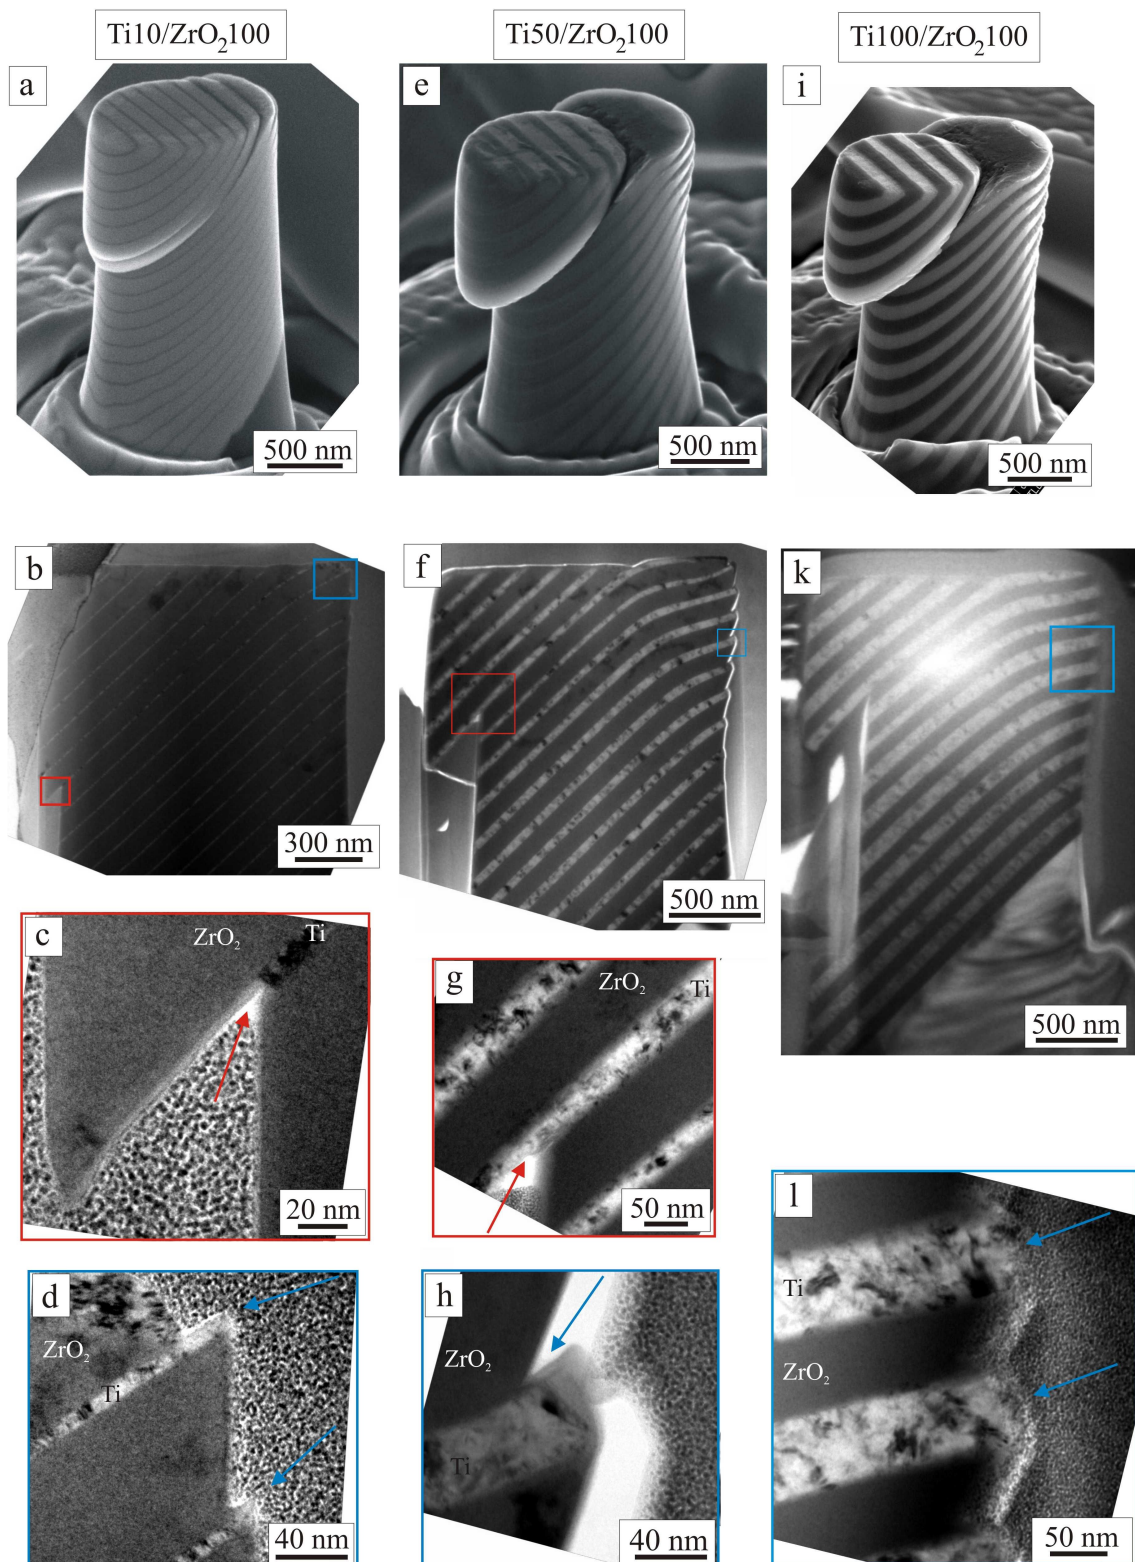 Ti10/ZrO₂100
Ti50/ZrO₂100
Ti100/ZrO₂100
a
e
i
500 nm
500 nm
500 nm
b
f
k
300 nm
500 nm
500 nm
c
ZrO₂
Ti
20 nm
g
ZrO₂
Ti
50 nm
d
ZrO₂
Ti
40 nm
h
ZrO₂
Ti
40 nm
l
Ti
ZrO₂
50 nm